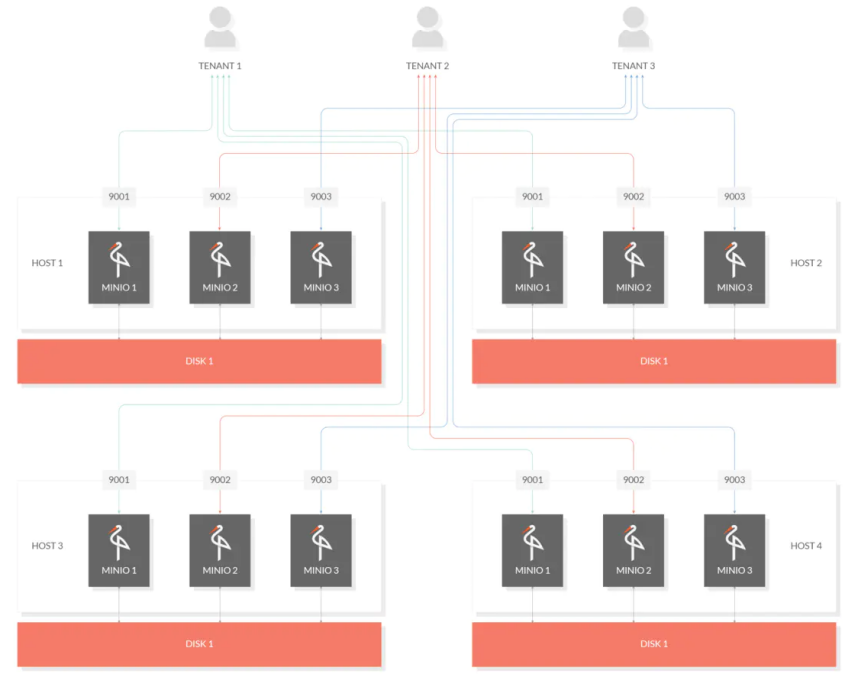 TENANT 1
TENANT 2
TENANT 3
9001
9002
9003
9001
9002
9003
HOST 1
MINIO 1
MINIO 2
MINIO 3
MINIO 1
MINIO 2
MINIO 3
HOST 2
DISK 1
DISK 1
9001
9002
9003
9001
9002
9003
HOST 3
MINIO 1
MINIO 2
MINIO 3
MINIO 1
MINIO 2
MINIO 3
HOST 4
DISK 1
DISK 1